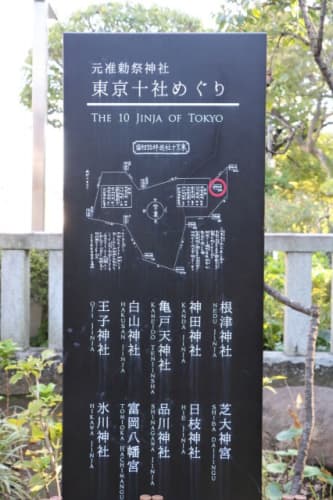 元准勅祭神社
東京十社めぐり
THE 10 JINJA OF TOKYO
根津神社
NEDU JINJA
神田神社
KANDA JINJA
亀戸天神社
KAMEIDO TENJINSHA
白山神社
HAKUSAN JINJA
王子神社
OJI JINJA
芝大神宮
SHIBA DAIJINGU
日枝神社
HIE JINJA
品川神社
SHINAGAWA JINJA
富岡八幡宮
TOMIOKA HACHIMANGU
氷川神社
HIKAWA JINJA